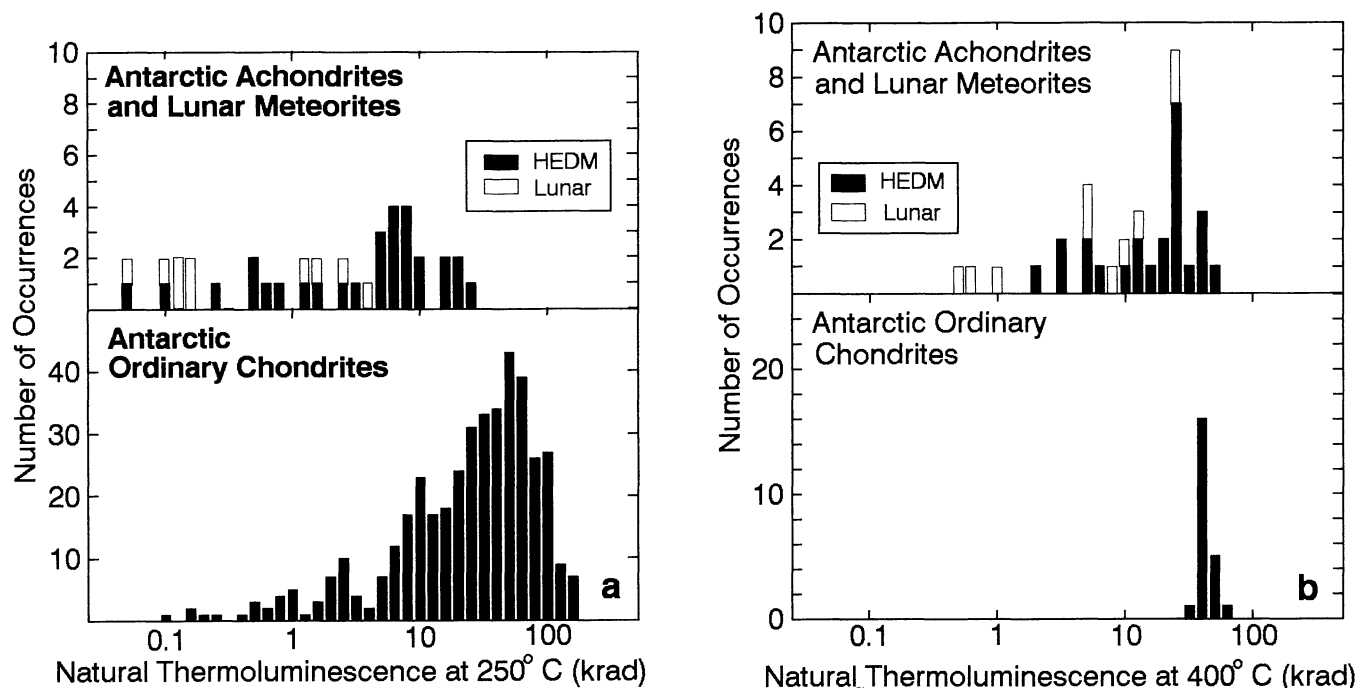 10
8
6
4
2
Antarctic Achondrites
and Lunar Meteorites
HEDM
Lunar
40
30
20
10
Antarctic
Ordinary Chondrites
a
0.1
1
10
100
Number of Occurrences
Natural Thermoluminescence at 250° C (krad)
10
8
6
4
2
Antarctic Achondrites
and Lunar Meteorites
HEDM
Lunar
20
10
0
Antarctic Ordinary
Chondrites
b
0.1
1
10
100
Number of Occurrences
Natural Thermoluminescence at 400° C (krad)